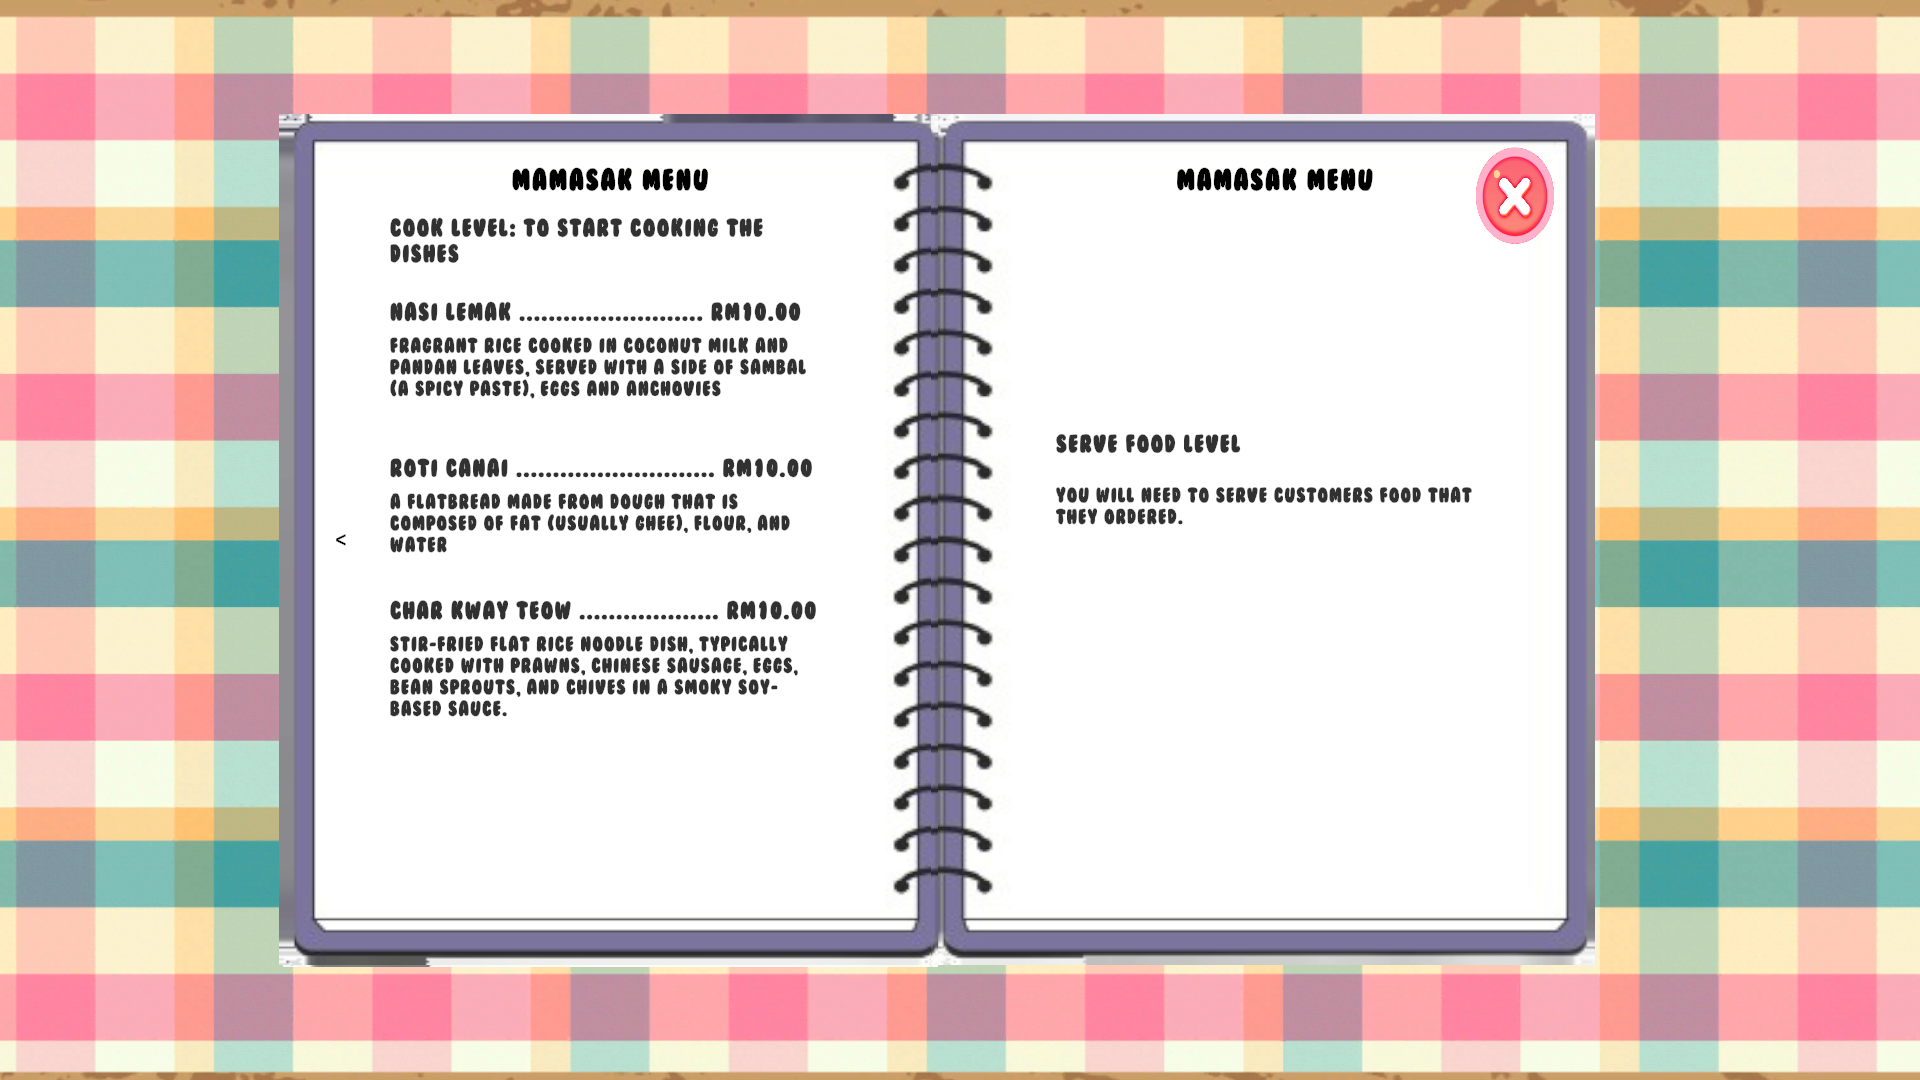 MAMASAK MENU
COOK LEVEL: TO START COOKING THE
DISHES
NASI LEMAK ......................... RM10.00
FRAGRANT RICE COOKED IN COCONUT MILK AND
PANDAN LEAVES, SERVED WITH A SIDE OF SAMBAL
(A SPICY PASTE), EGGS AND ANCHOVIES
ROTI CANAI ........................... RM10.00
A FLATBREAD MADE FROM DOUGH THAT IS
COMPOSED OF FAT (USUALLY GHEE), FLOUR, AND
WATER
<
CHAR KWAY TEOW ................... RM10.00
STIR-FRIED FLAT RICE NOODLE DISH, TYPICALLY
COOKED WITH PRAWNS, CHINESE SAUSAGE, EGGS,
BEAN SPROUTS, AND CHIVES IN A SMOKY SOY-
BASED SAUCE.
MAMASAK MENU
X
SERVE FOOD LEVEL
YOU WILL NEED TO SERVE CUSTOMERS FOOD THAT
THEY ORDERED.